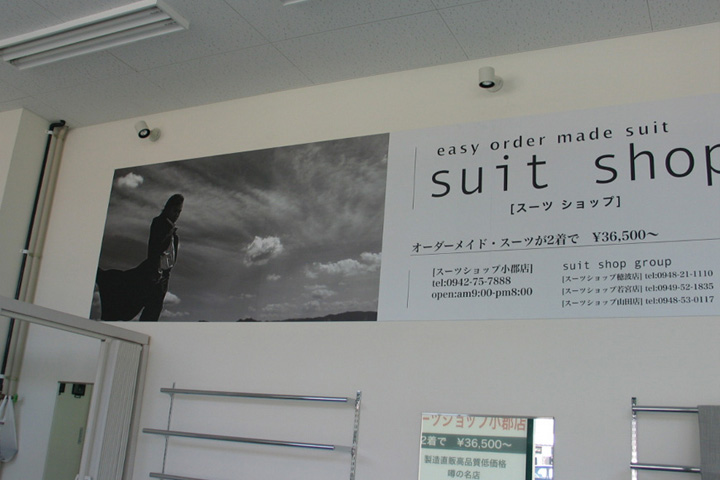 easy order made suit
suit shop
[スーツ ショップ]
オーダーメイド・スーツが2着で ¥36,500〜
[スーツショップ小郡店]
tel:0942-75-7888
open:am9:00-pm8:00
suit shop group
[スーツショップ穂波店] tel:0948-21-1110
[スーツショップ若宮店] tel:0949-52-1835
[スーツショップ山田店] tel:0948-53-0117
ーツショップ小郡店
2着で ¥36,500〜
製造直販高品質低価格
噂の名店